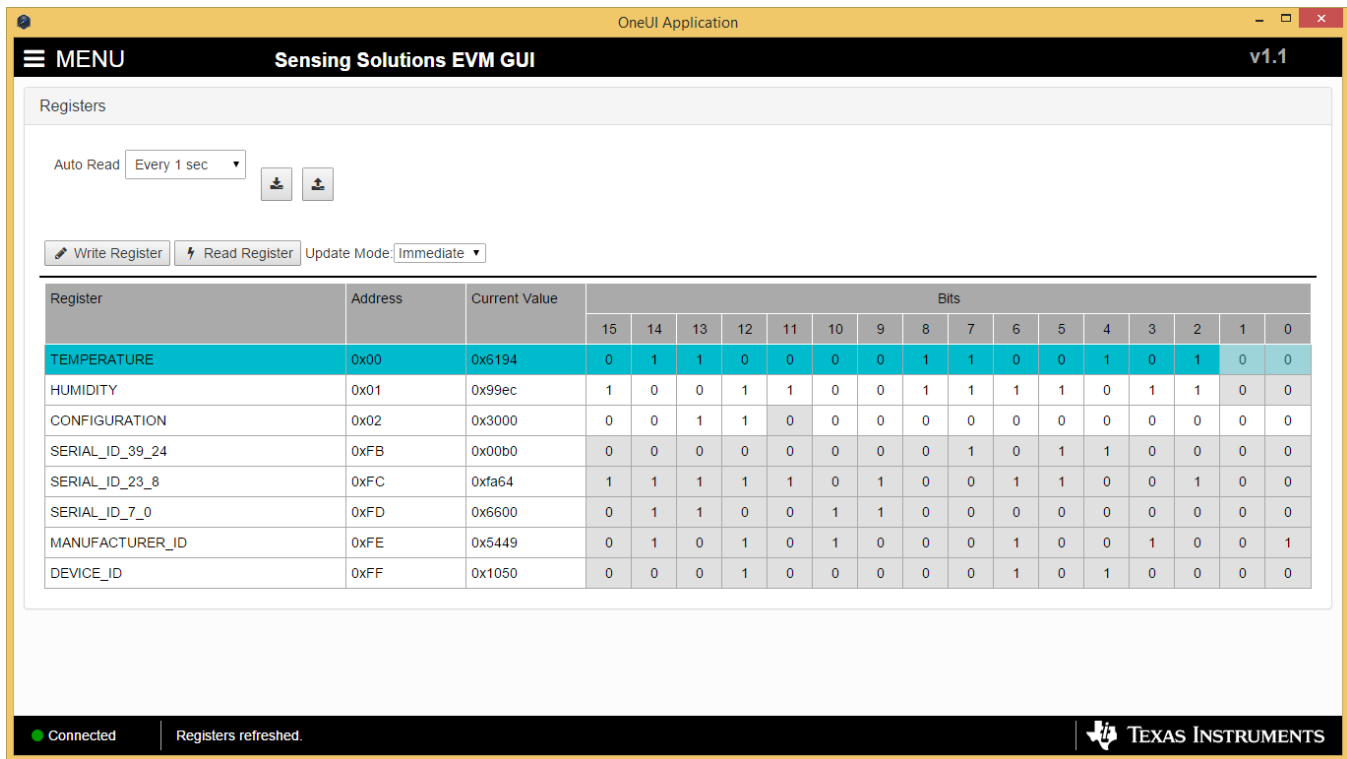 OneUI Application
MENU Sensing Solutions EVM GUI v1.1
Registers
Auto Read Every 1 sec
Write Register Read Register Update Mode: Immediate
Register Address Current Value Bits
15 14 13 12 11 10 9 8 7 6 5 4 3 2 1 0
TEMPERATURE 0x00 0x6194 0 1 1 0 0 0 0 1 1 0 0 1 0 1 0 0
HUMIDITY 0x01 0x99ec 1 0 0 1 1 0 0 1 1 1 1 0 1 1 0 0
CONFIGURATION 0x02 0x3000 0 0 1 1 0 0 0 0 0 0 0 0 0 0 0 0
SERIAL_ID_39_24 0xFB 0x00b0 0 0 0 0 0 0 0 0 1 0 1 1 0 0 0 0
SERIAL_ID_23_8 0xFC 0xfa64 1 1 1 1 1 0 1 0 0 1 1 0 0 1 0 0
SERIAL_ID_7_0 0xFD 0x6600 0 1 1 0 0 1 1 0 0 0 0 0 0 0 0 0
MANUFACTURER_ID 0xFE 0x5449 0 1 0 1 0 1 0 0 0 1 0 0 1 0 0 1
DEVICE_ID 0xFF 0x1050 0 0 0 1 0 0 0 0 0 1 0 1 0 0 0 0
Connected Registers refreshed. TEXAS INSTRUMENTS